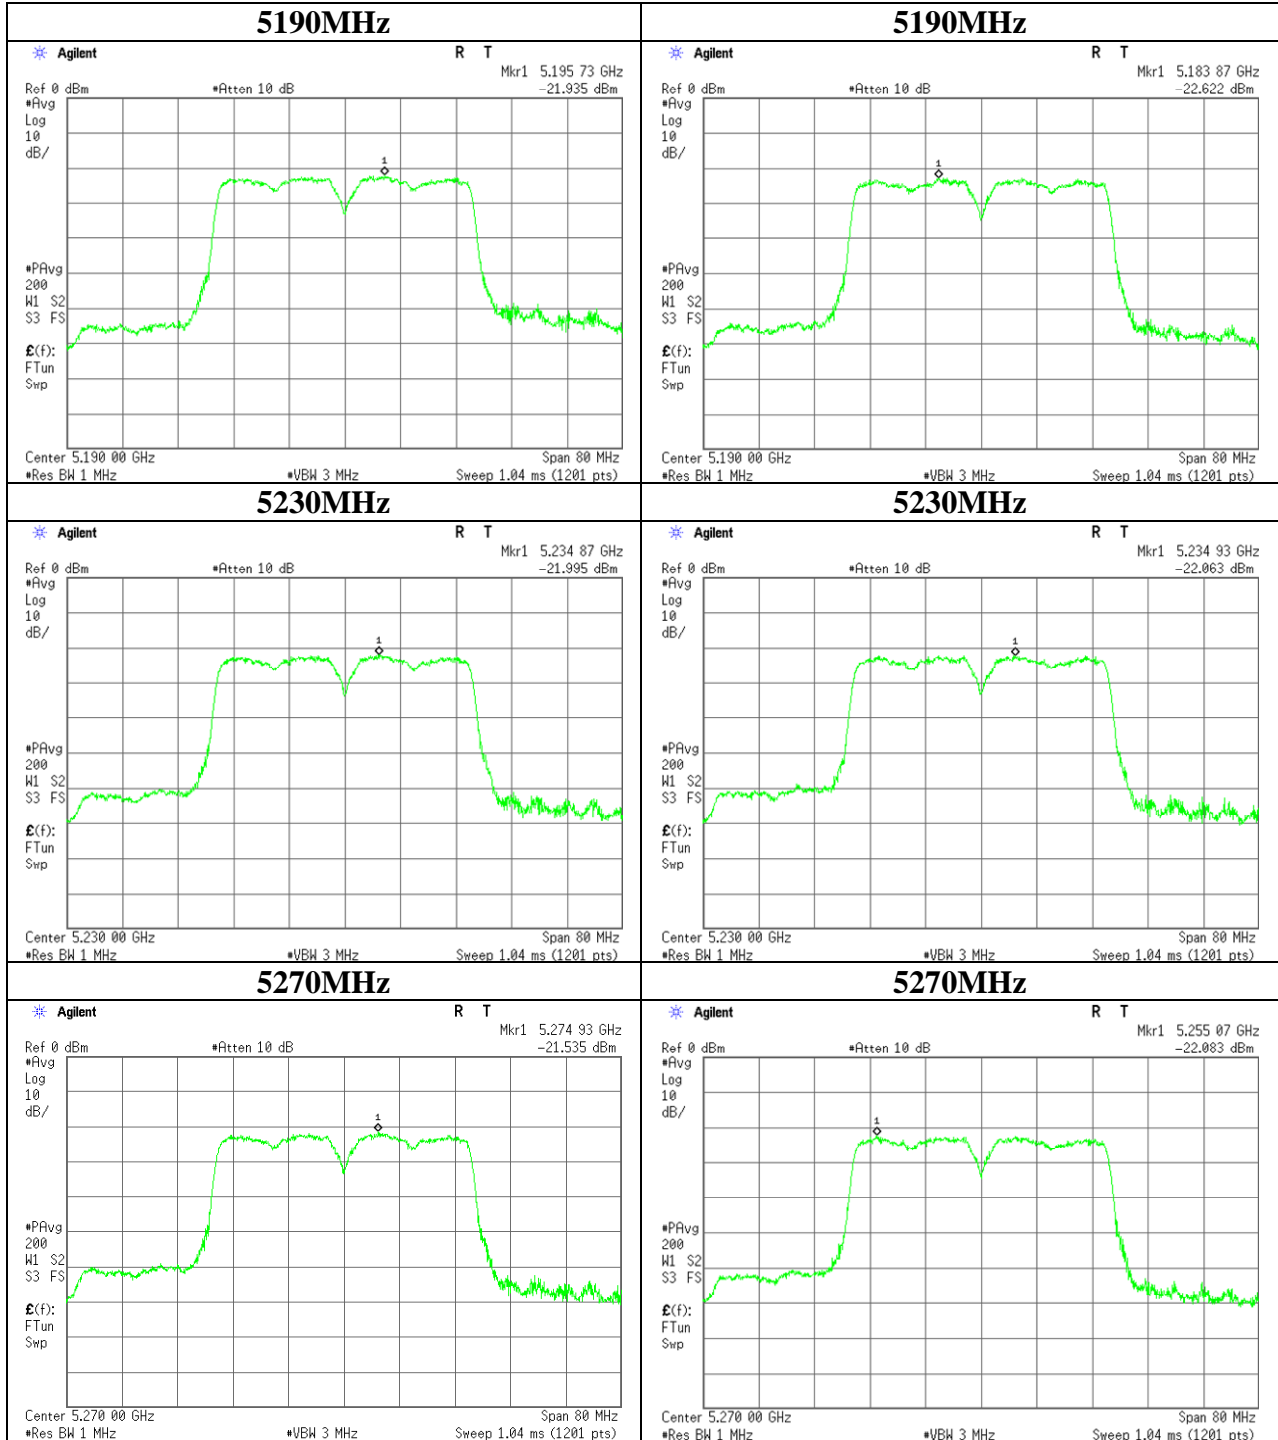 5190MHz
Agilent
R T
Mkr1 5.195 73 GHz
Ref 0 dBm #Atten 10 dB -21.935 dBm
#Avg
Log
10
dB/
1
#PAvg
200
W1 S2
S3 FS
£(f):
FTun
Swp
Center 5.190 00 GHz Span 80 MHz
#Res BW 1 MHz #VBW 3 MHz Sweep 1.04 ms (1201 pts)
5190MHz
Agilent
R T
Mkr1 5.183 87 GHz
Ref 0 dBm #Atten 10 dB -22.622 dBm
#Avg
Log
10
dB/
1
#PAvg
200
W1 S2
S3 FS
£(f):
FTun
Swp
Center 5.190 00 GHz Span 80 MHz
#Res BW 1 MHz #VBW 3 MHz Sweep 1.04 ms (1201 pts)
5230MHz
Agilent
R T
Mkr1 5.234 87 GHz
Ref 0 dBm #Atten 10 dB -21.995 dBm
#Avg
Log
10
dB/
1
#PAvg
200
W1 S2
S3 FS
£(f):
FTun
Swp
Center 5.230 00 GHz Span 80 MHz
#Res BW 1 MHz #VBW 3 MHz Sweep 1.04 ms (1201 pts)
5230MHz
Agilent
R T
Mkr1 5.234 93 GHz
Ref 0 dBm #Atten 10 dB -22.063 dBm
#Avg
Log
10
dB/
1
#PAvg
200
W1 S2
S3 FS
£(f):
FTun
Swp
Center 5.230 00 GHz Span 80 MHz
#Res BW 1 MHz #VBW 3 MHz Sweep 1.04 ms (1201 pts)
5270MHz
Agilent
R T
Mkr1 5.274 93 GHz
Ref 0 dBm #Atten 10 dB -21.535 dBm
#Avg
Log
10
dB/
1
#PAvg
200
W1 S2
S3 FS
£(f):
FTun
Swp
Center 5.270 00 GHz Span 80 MHz
#Res BW 1 MHz #VBW 3 MHz Sweep 1.04 ms (1201 pts)
5270MHz
Agilent
R T
Mkr1 5.255 07 GHz
Ref 0 dBm #Atten 10 dB -22.083 dBm
#Avg
Log
10
dB/
1
#PAvg
200
W1 S2
S3 FS
£(f):
FTun
Swp
Center 5.270 00 GHz Span 80 MHz
#Res BW 1 MHz #VBW 3 MHz Sweep 1.04 ms (1201 pts)